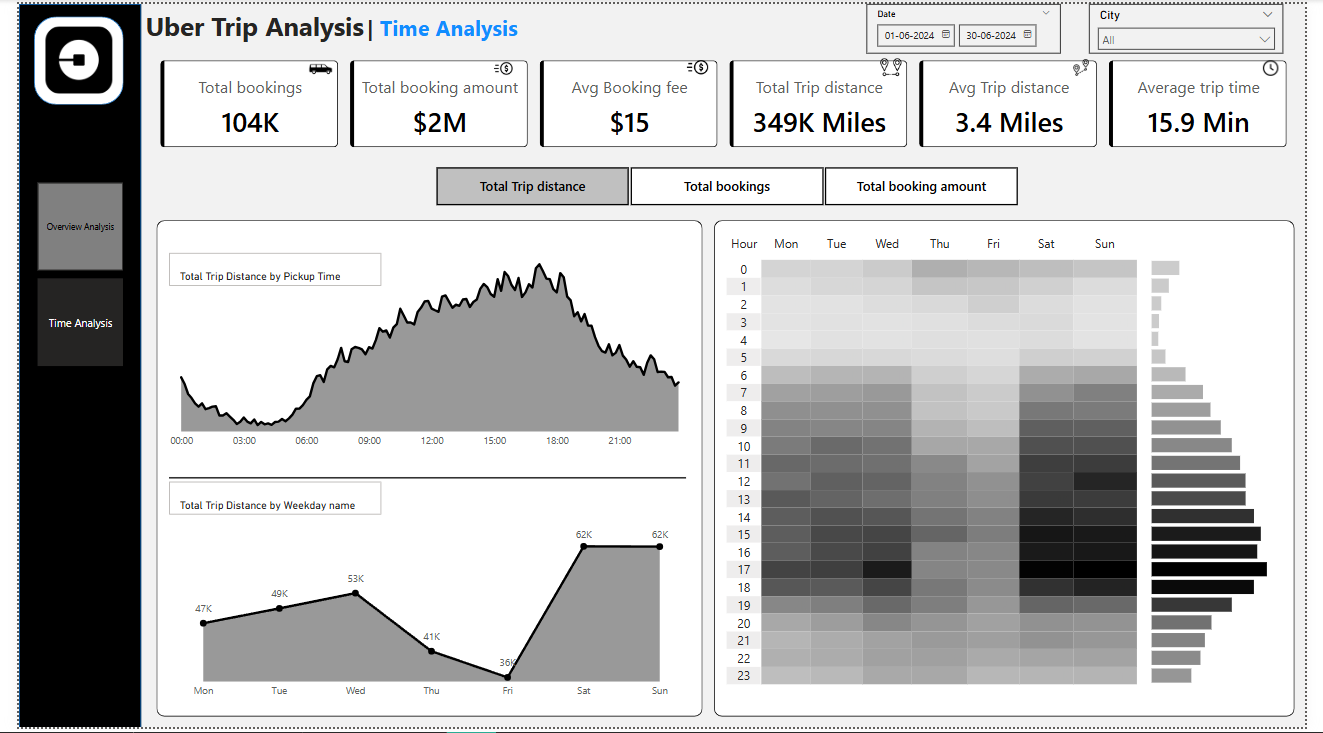 Uber Trip Analysis| Time Analysis
Date
01-06-2024 30-06-2024
City
All
Total bookings
104K
Total booking amount
$2M
Avg Booking fee
$15
Total Trip distance
349K Miles
Avg Trip distance
3.4 Miles
Average trip time
15.9 Min
Overview Analysis
Time Analysis
Total Trip distance Total bookings Total booking amount
Total Trip Distance by Pickup Time
00:00 03:00 06:00 09:00 12:00 15:00 18:00 21:00
Total Trip Distance by Weekday name
47K 49K 53K 41K 36K 62K 62K
Mon Tue Wed Thu Fri Sat Sun
Hour Mon Tue Wed Thu Fri Sat Sun
0
1
2
3
4
5
6
7
8
9
10
11
12
13
14
15
16
17
18
19
20
21
22
23